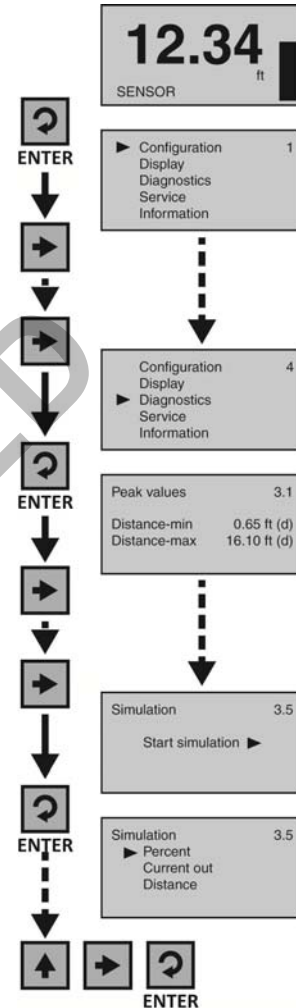 12.34
ft
SENSOR
ENTER
Configuration 1
Display
Diagnostics
Service
Information
Configuration 4
Display
Diagnostics
Service
Information
ENTER
Peak values 3.1
Distance-min 0.65 ft (d)
Distance-max 16.10 ft (d)
Simulation 3.5
Start simulation
ENTER
Simulation 3.5
Percent
Current out
Distance
ENTER